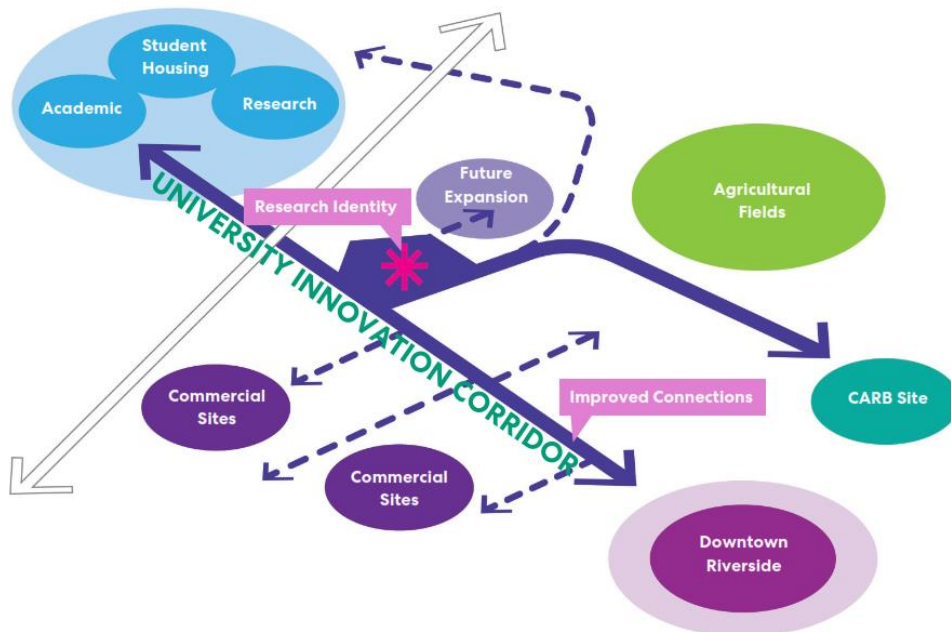 Student
Housing
Academic
Research
Research Identity
Future
Expansion
Agricultural
Fields
UNIVERSITY INNOVATION CORRIDOR
Commercial
Sites
Improved Connections
CARB Site
Commercial
Sites
Downtown
Riverside